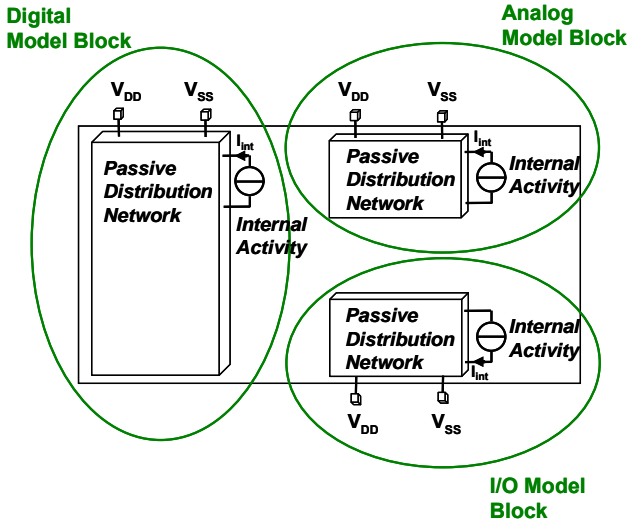 Digital
Model Block
Analog
Model Block
VDD
VSS
VDD
VSS
Iint
Passive
Distribution
Network
Internal
Activity
Iint
Passive
Distribution
Network
Internal
Activity
Passive
Distribution
Network
Internal
Activity
Iint
VDD
VSS
I/O Model
Block